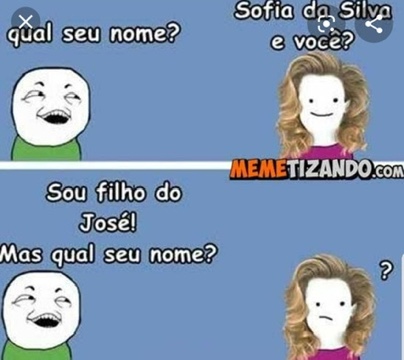 qual seu nome?
Sofia da Silva
e você?
MEMETIZANDO.COM
Sou filho do
José!
Mas qual seu nome?
?